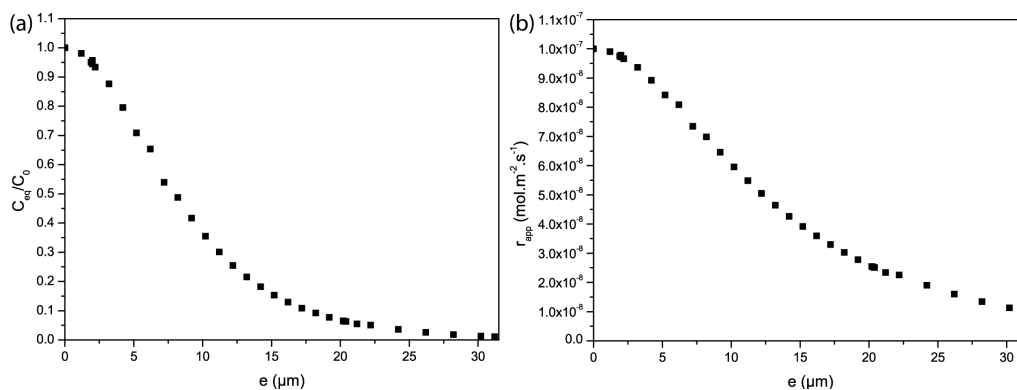 (a)
1.1
1.0
0.9
0.8
0.7
0.6
0.5
0.4
0.3
0.2
0.1
0.0
C_eq/C_0
0 5 10 15 20 25 30
e (µm)
(b)
1.1x10⁻⁷
1.0x10⁻⁷
9.0x10⁻⁸
8.0x10⁻⁸
7.0x10⁻⁸
6.0x10⁻⁸
5.0x10⁻⁸
4.0x10⁻⁸
3.0x10⁻⁸
2.0x10⁻⁸
1.0x10⁻⁸
0.0
r_app (mol.m⁻².s⁻¹)
0 5 10 15 20 25 30
e (µm)